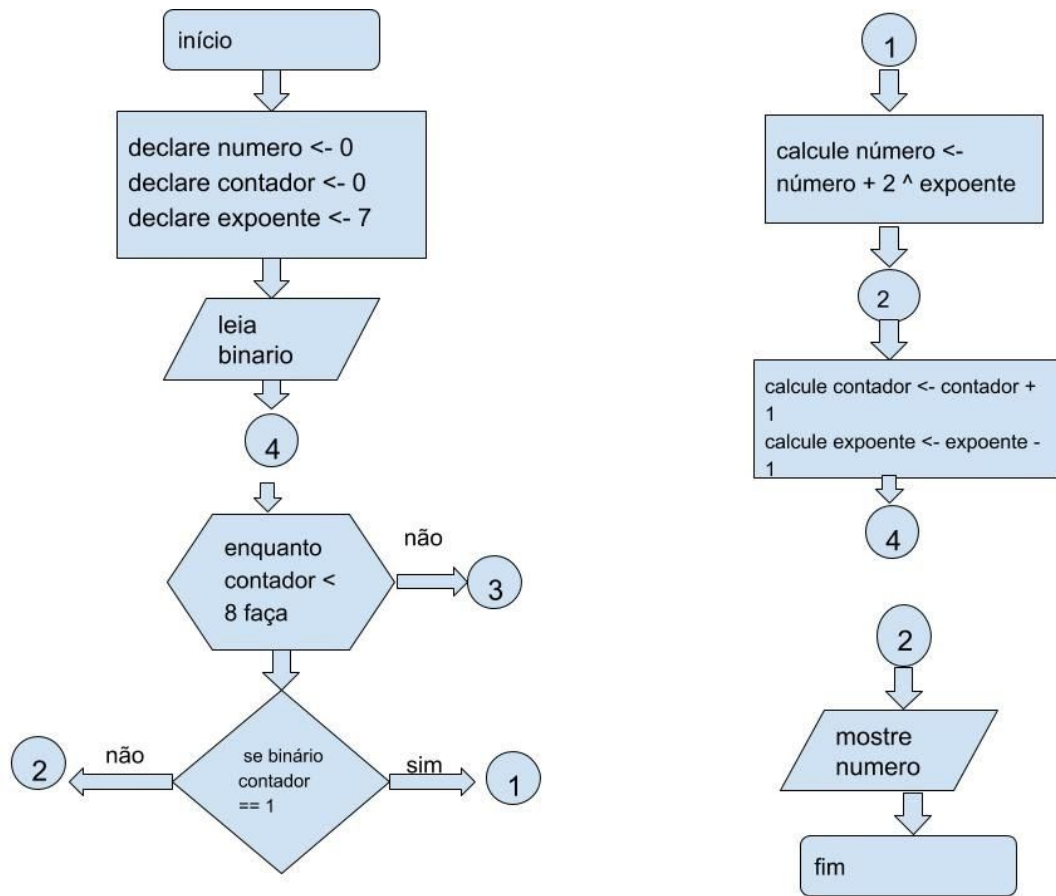 início
declare numero <- 0
declare contador <- 0
declare expoente <- 7
leia
binario
4
enquanto
contador <
8 faça
não
3
se binário
contador
== 1
não
2
sim
1
1
calcule número <-
número + 2 ^ expoente
2
calcule contador <- contador +
1
calcule expoente <- expoente -
1
4
2
mostre
numero
fim